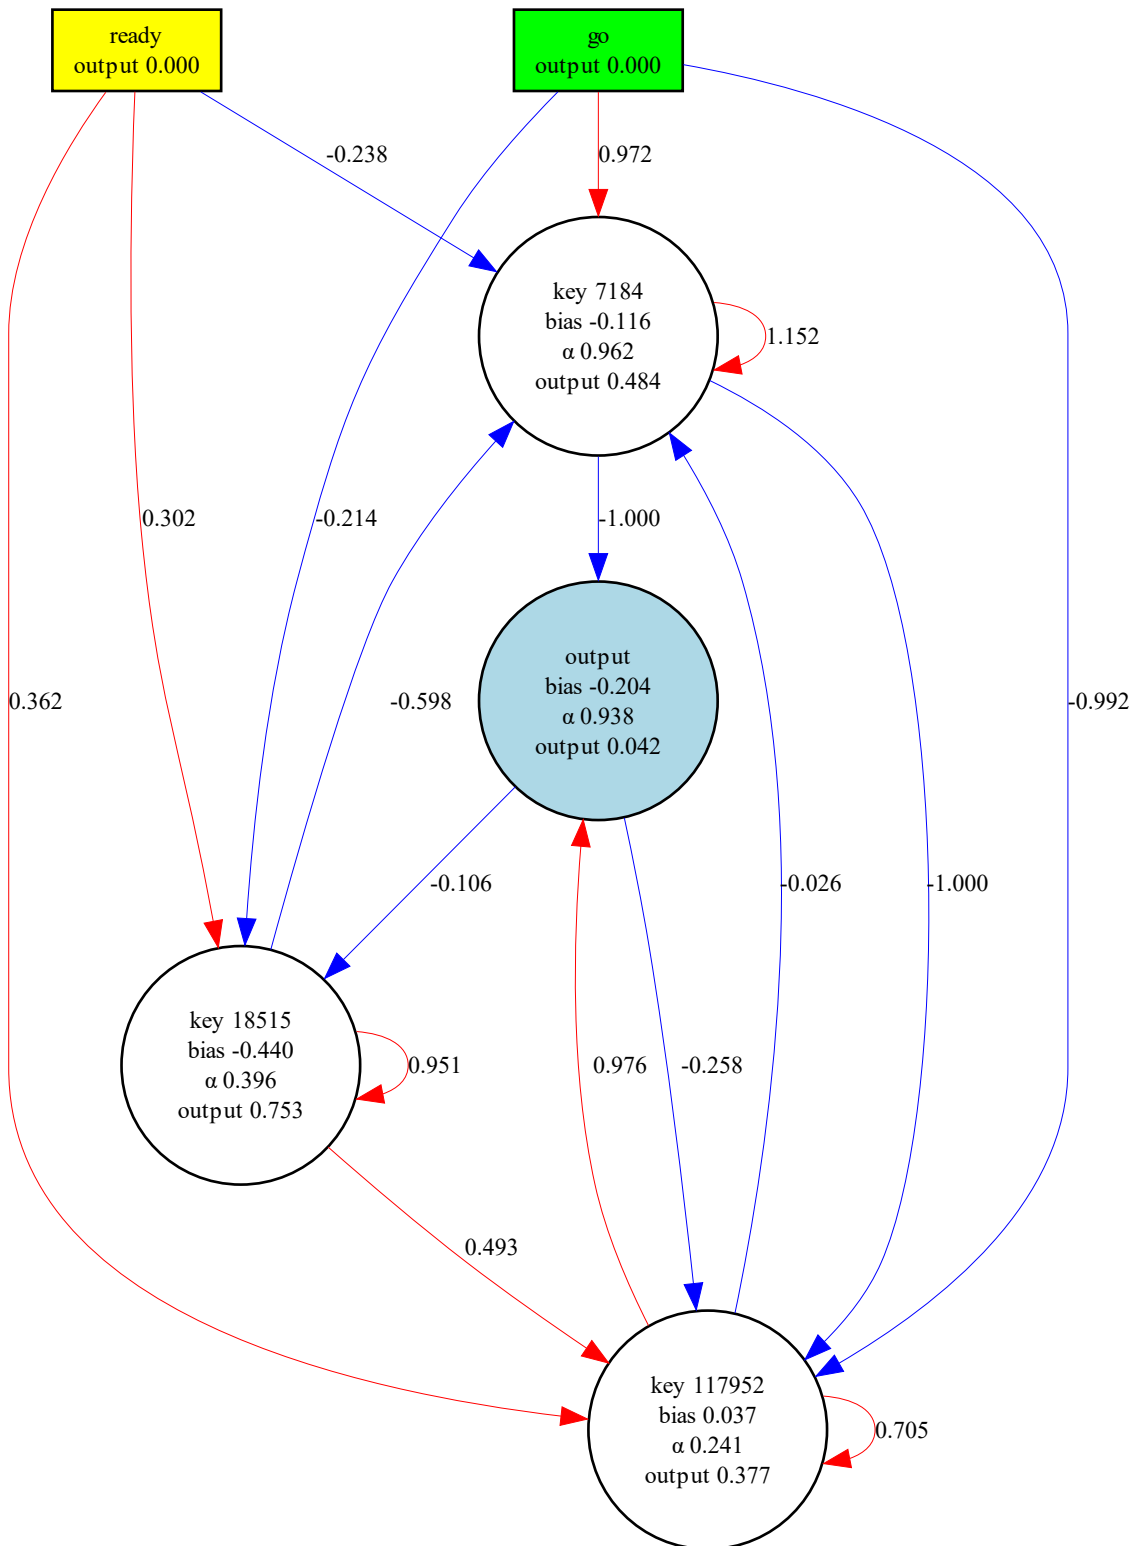 ready
output 0.000
go
output 0.000
-0.238
0.972
key 7184
bias -0.116
α 0.962
output 0.484
1.152
0.302
-0.214
-1.000
output
bias -0.204
α 0.938
output 0.042
0.362
-0.598
-0.992
-0.106
-0.026
-1.000
key 18515
bias -0.440
α 0.396
output 0.753
0.951
0.976
-0.258
0.493
key 117952
bias 0.037
α 0.241
output 0.377
0.705